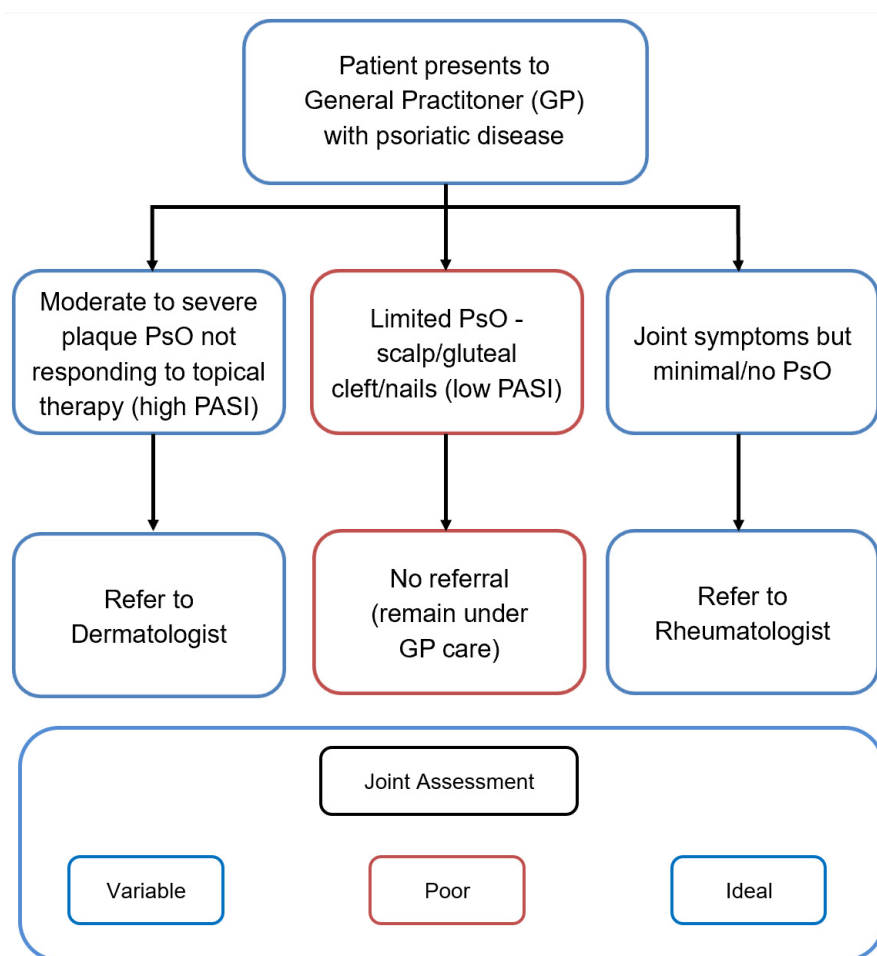 Patient presents to
General Practitoner (GP)
with psoriatic disease
Moderate to severe
plaque PsO not
responding to topical
therapy (high PASI)
Limited PsO -
scalp/gluteal
cleft/nails (low PASI)
Joint symptoms but
minimal/no PsO
Refer to
Dermatologist
No referral
(remain under
GP care)
Refer to
Rheumatologist
Joint Assessment
Variable
Poor
Ideal